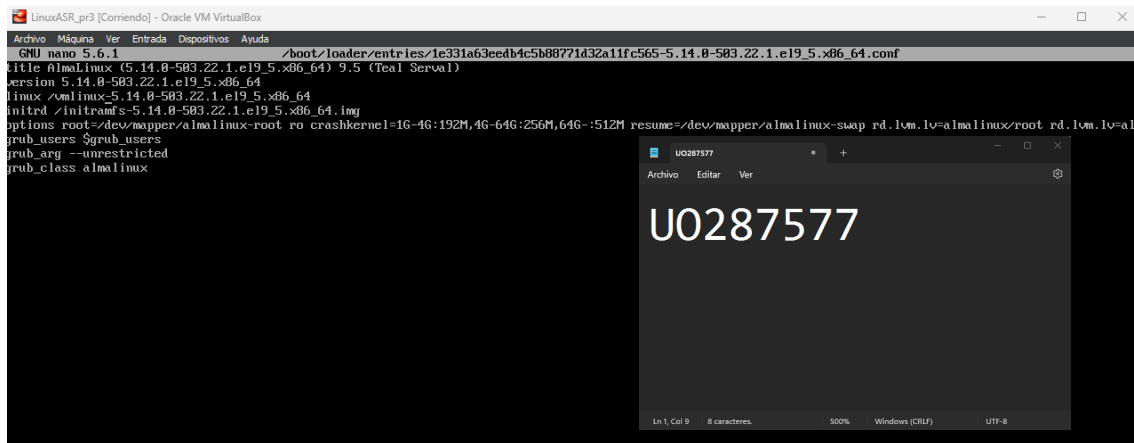 LinuxASR_pr3 [Corriendo] - Oracle VM VirtualBox
Archivo Máquina Ver Entrada Dispositivos Ayuda
GNU nano 5.6.1 /boot/loader/entries/1e331a63eedb4c5b88771d32a11fc565-5.14.0-503.22.1.el9_5.x86_64.conf
title AlmaLinux (5.14.0-503.22.1.el9_5.x86_64) 9.5 (Teal Serval)
version 5.14.0-503.22.1.el9_5.x86_64
linux /vmlinux-5.14.0-503.22.1.el9_5.x86_64
initrd /initramfs-5.14.0-503.22.1.el9_5.x86_64.img
options root=/dev/mapper/almalinux-root ro crashkernel=1G-4G:192M,4G-64G:256M,64G-:512M resume=/dev/mapper/almalinux-swap rd.lvm.lv=almalinux/root rd.lvm.lv=al
grub_users $grub_users
grub_arg --unrestricted
grub_class almalinux
UO287577
Archivo Editar Ver
UO287577
Ln 1, Col 9 8 caracteres. 500% Windows (CRLF) UTF-8